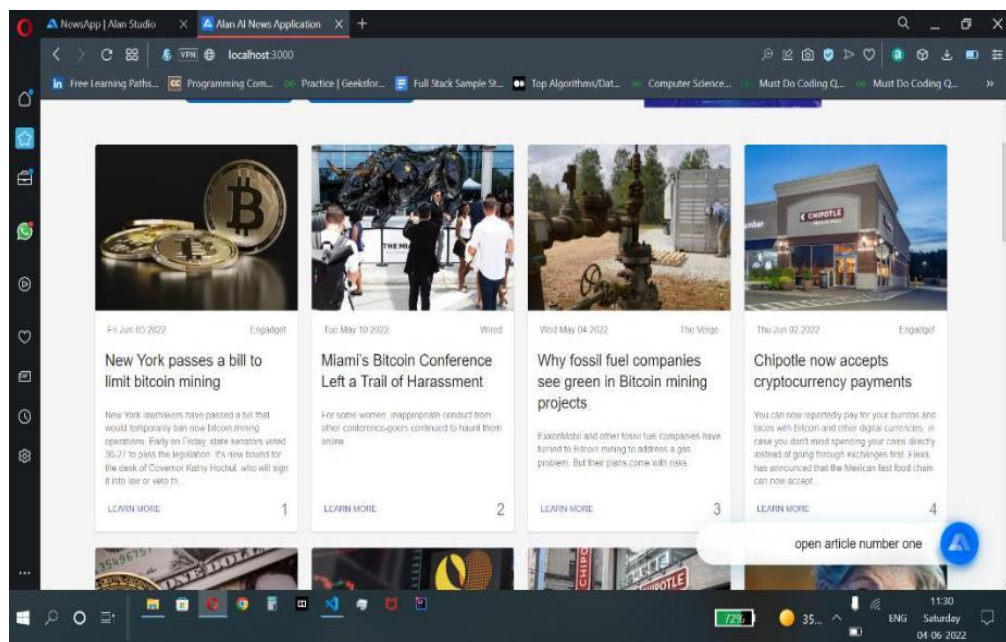 NewsApp | Alan Studio
Alan AI News Application
VPN
localhost:3000
Free Learning Paths...
Programming Com...
Practice | Geeksfor...
Full Stack Sample St...
Top Algorithms/Dat...
Computer Science...
Must Do Coding Q...
Must Do Coding Q...
THE MI
CHIPOTLE
Fri Jun 03 2022
Engadget
New York passes a bill to
limit bitcoin mining
New York lawmakers have passed a bill that
would temporarily ban new bitcoin mining
operations. Early on Friday, state senators voted
36-27 to pass the legislation. It's now bound for
the desk of Governor Kathy Hochul, who will sign
it into law or veto th...
LEARN MORE
1
Tue May 10 2022
Wired
Miami's Bitcoin Conference
Left a Trail of Harassment
For some women, inappropriate conduct from
other conference-goers continued to haunt them
online.
LEARN MORE
2
Wed May 04 2022
The Verge
Why fossil fuel companies
see green in Bitcoin mining
projects
ExxonMobil and other fossil fuel companies have
turned to Bitcoin mining to address a gas
problem. But their plans come with risks.
LEARN MORE
3
Thu Jun 02 2022
Engadget
Chipotle now accepts
cryptocurrency payments
You can now reportedly pay for your burritos and
tacos with Bitcoin and other digital currencies, in
case you don't mind spending your coins directly
instead of going through exchanges first. Flexa
has announced that the Mexican fast food chain
can now accept...
LEARN MORE
4
open article number one
CHIPOTLE
72%
35...
ENG
11:30
Saturday
04-06-2022